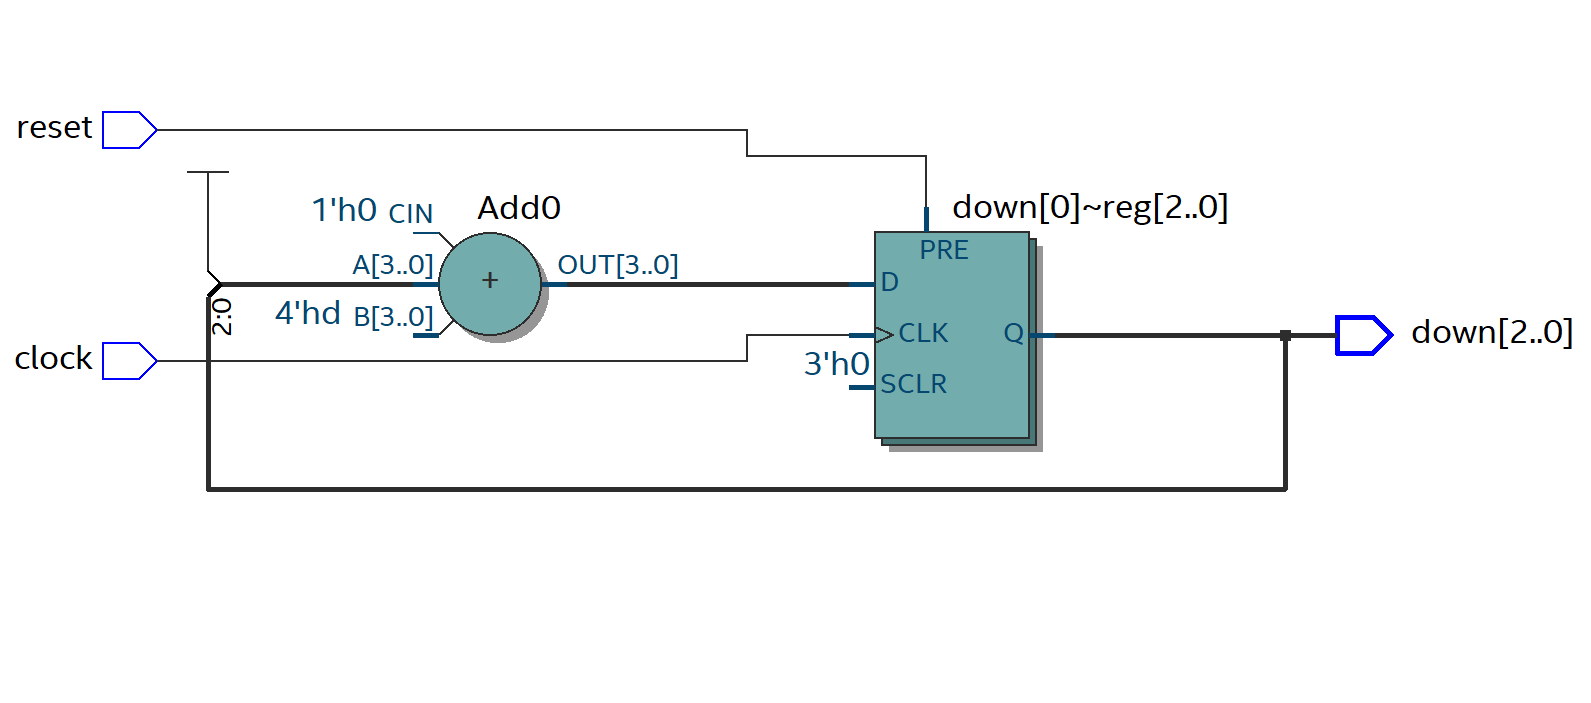 reset
1'h0 CIN
Add0
down[0]~reg[2..0]
A[3..0]
+
OUT[3..0]
PRE
D
4'hd B[3..0]
2:0
CLK
Q
down[2..0]
clock
3'h0
SCLR